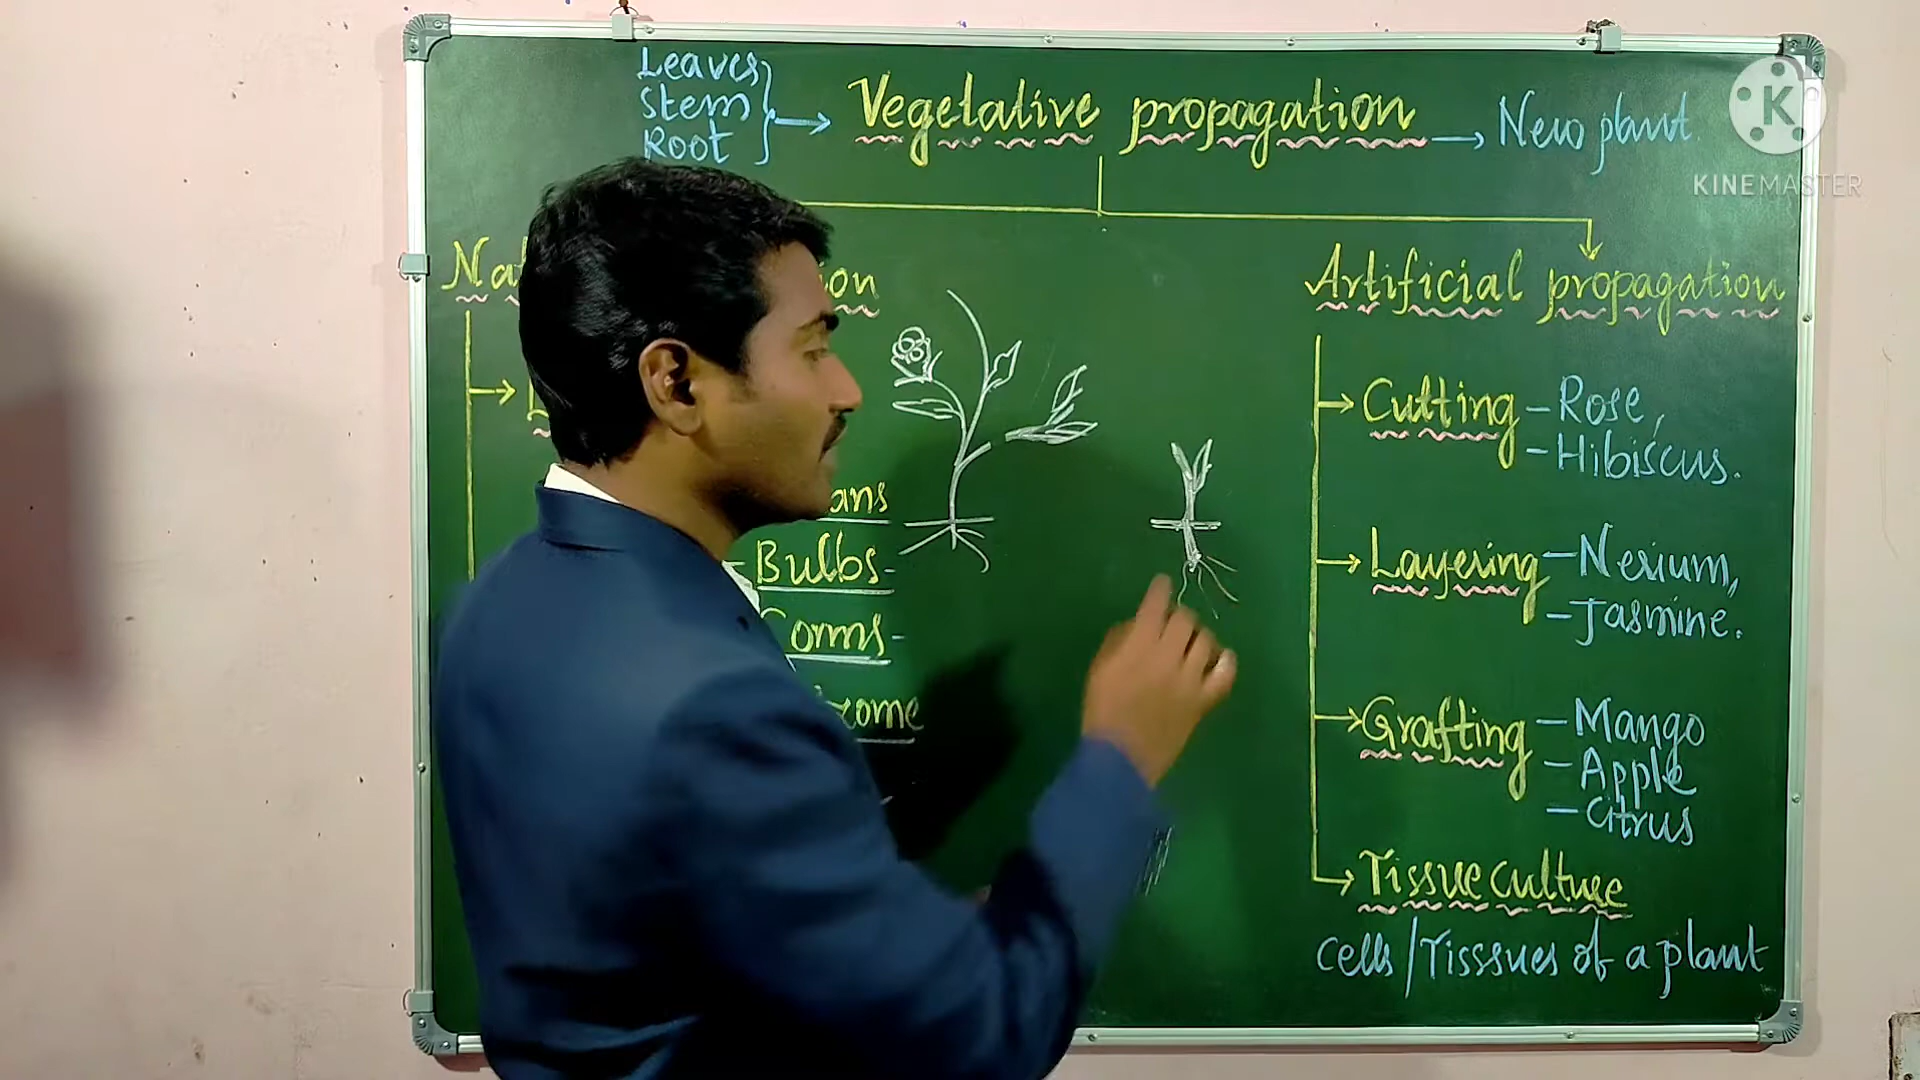 Leaves
Stem
Root
Vegetative propagation
New plant.
KINEMASTER
Artificial propagation
Cutting - Rose,
- Hibiscus.
Bulbs-
Corms-
Layering - Nerium,
- Jasmine.
Grafting - Mango
- Apple
- Citrus
Tissue culture
Cells/Tisssues of a plant